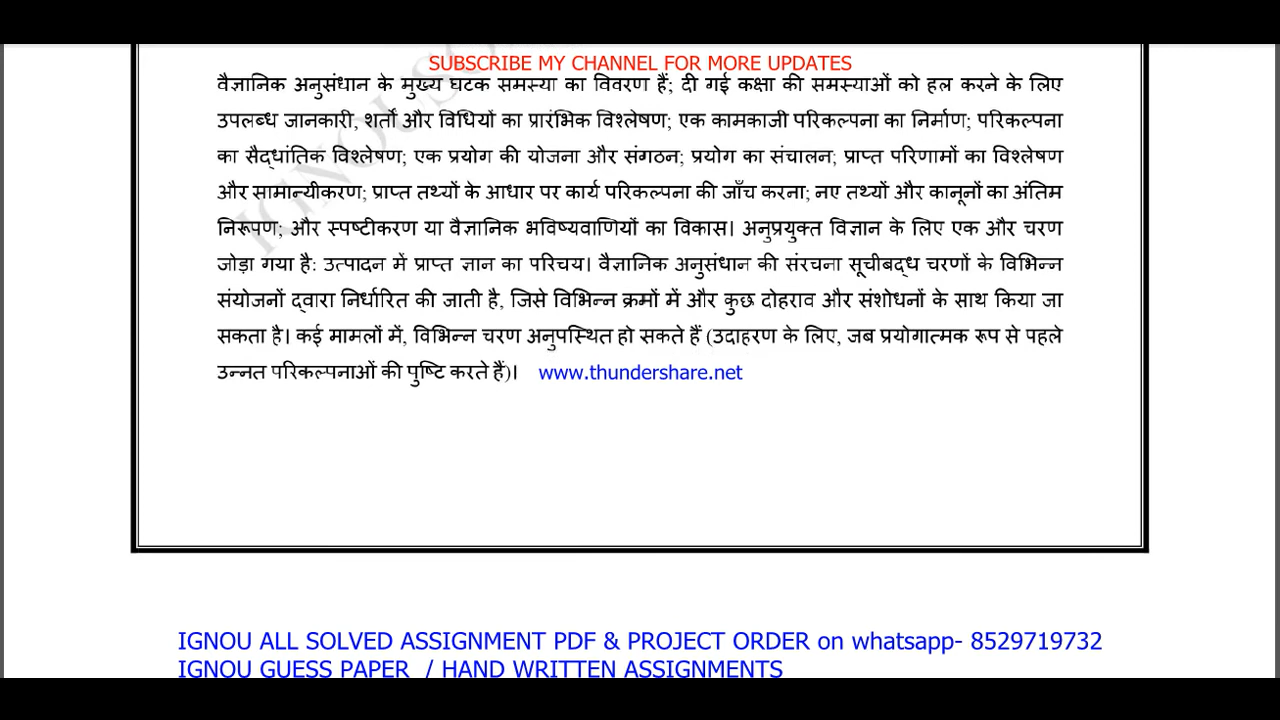 SUBSCRIBE MY CHANNEL FOR MORE UPDATES
वैज्ञानिक अनुसंधान के मुख्य घटक समस्या का विवरण हैं; दी गई कक्षा की समस्याओं को हल करने के लिए
उपलब्ध जानकारी, शर्तों और विधियों का प्रारंभिक विश्लेषण; एक कामकाजी परिकल्पना का निर्माण; परिकल्पना
का सैद्धांतिक विश्लेषण; एक प्रयोग की योजना और संगठन; प्रयोग का संचालन; प्राप्त परिणामों का विश्लेषण
और सामान्यीकरण; प्राप्त तथ्यों के आधार पर कार्य परिकल्पना की जाँच करना; नए तथ्यों और कानूनों का अंतिम
निरूपण; और स्पष्टीकरण या वैज्ञानिक भविष्यवाणियों का विकास। अनुप्रयुक्त विज्ञान के लिए एक और चरण
जोड़ा गया है: उत्पादन में प्राप्त ज्ञान का परिचय। वैज्ञानिक अनुसंधान की संरचना सूचीबद्ध चरणों के विभिन्न
संयोजनों द्वारा निर्धारित की जाती है, जिसे विभिन्न क्रमों में और कुछ दोहराव और संशोधनों के साथ किया जा
सकता है। कई मामलों में, विभिन्न चरण अनुपस्थित हो सकते हैं (उदाहरण के लिए, जब प्रयोगात्मक रूप से पहले
उन्नत परिकल्पनाओं की पुष्टि करते हैं)। www.thundershare.net
IGNOU ALL SOLVED ASSIGNMENT PDF & PROJECT ORDER on whatsapp- 8529719732
IGNOU GUESS PAPER / HAND WRITTEN ASSIGNMENTS